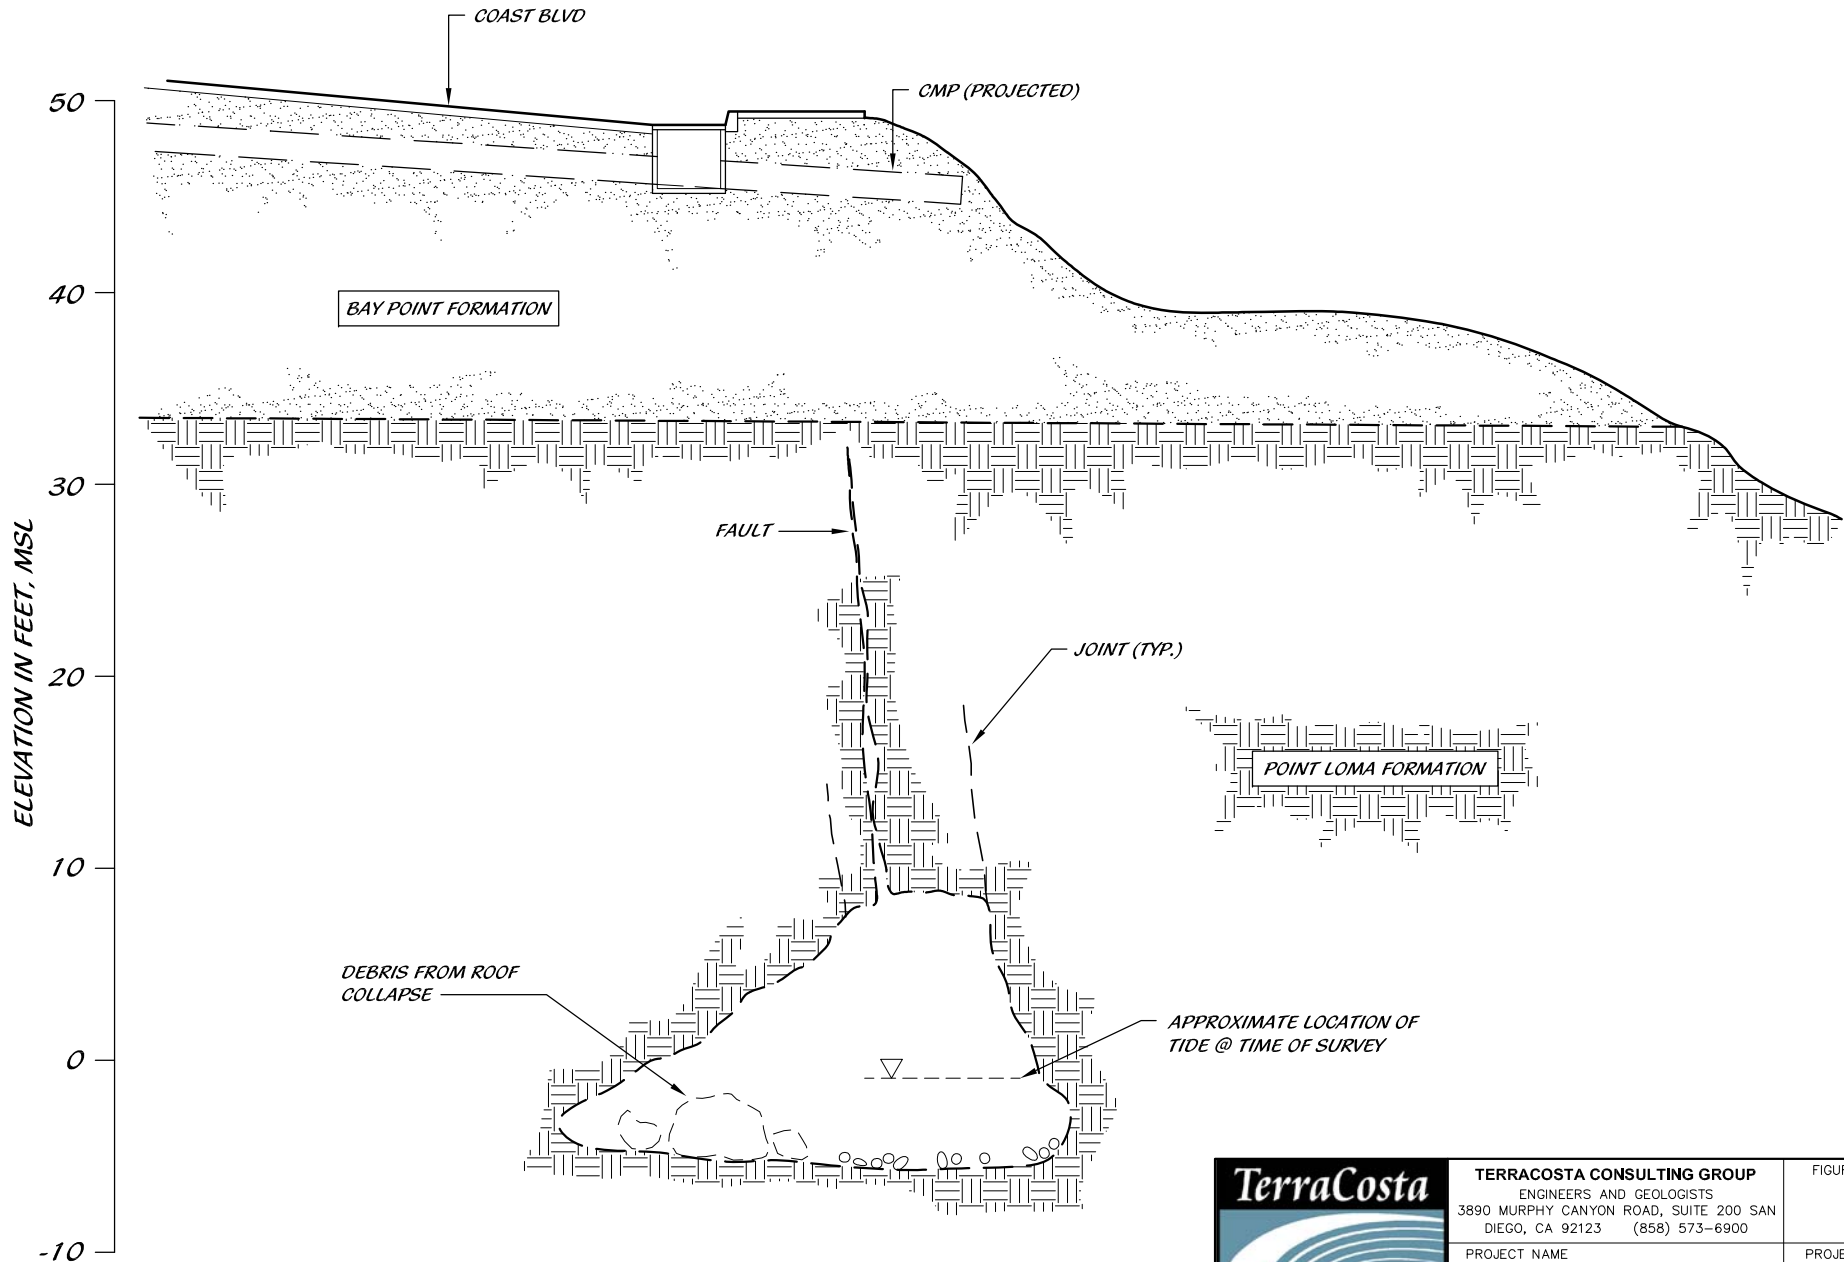 COAST BLVD
CMP (PROJECTED)
50
40
30
20
10
0
-10
ELEVATION IN FEET, MSL
BAY POINT FORMATION
FAULT
JOINT (TYP.)
POINT LOMA FORMATION
DEBRIS FROM ROOF
COLLAPSE
APPROXIMATE LOCATION OF
TIDE @ TIME OF SURVEY
TerraCosta
TERRACOSTA CONSULTING GROUP
ENGINEERS AND GEOLOGISTS
3890 MURPHY CANYON ROAD, SUITE 200 SAN
DIEGO, CA 92123 (858) 573-6900
PROJECT NAME